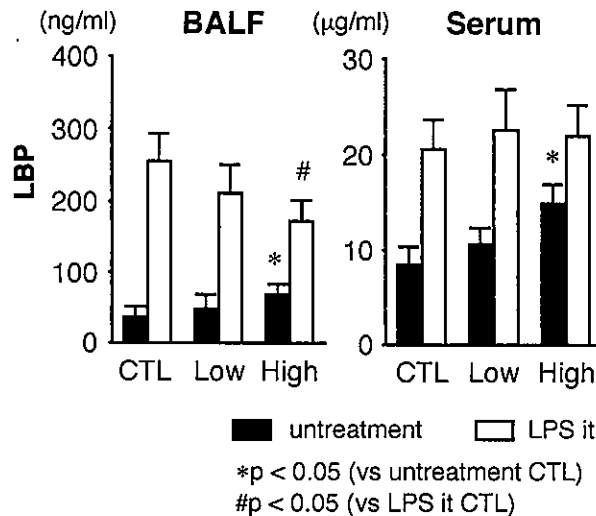 (ng/ml) BALF (μg/ml) Serum
LBP
400
300
200
100
0
CTL Low High
#
*
30
20
10
0
CTL Low High
*
untreatment LPS it
*p < 0.05 (vs untreatment CTL)
#p < 0.05 (vs LPS it CTL)